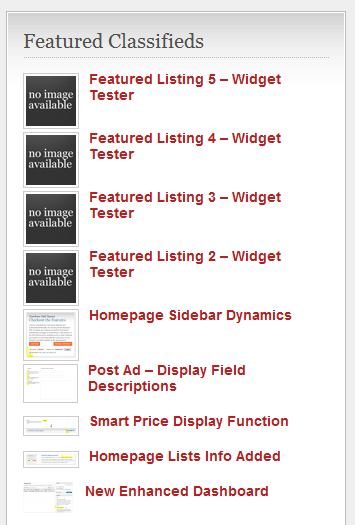 Featured Classifieds
no image
available
Featured Listing 5 – Widget
Tester
no image
available
Featured Listing 4 – Widget
Tester
no image
available
Featured Listing 3 – Widget
Tester
no image
available
Featured Listing 2 – Widget
Tester
Homepage Sidebar Dynamics
Post Ad – Display Field
Descriptions
Smart Price Display Function
Homepage Lists Info Added
New Enhanced Dashboard